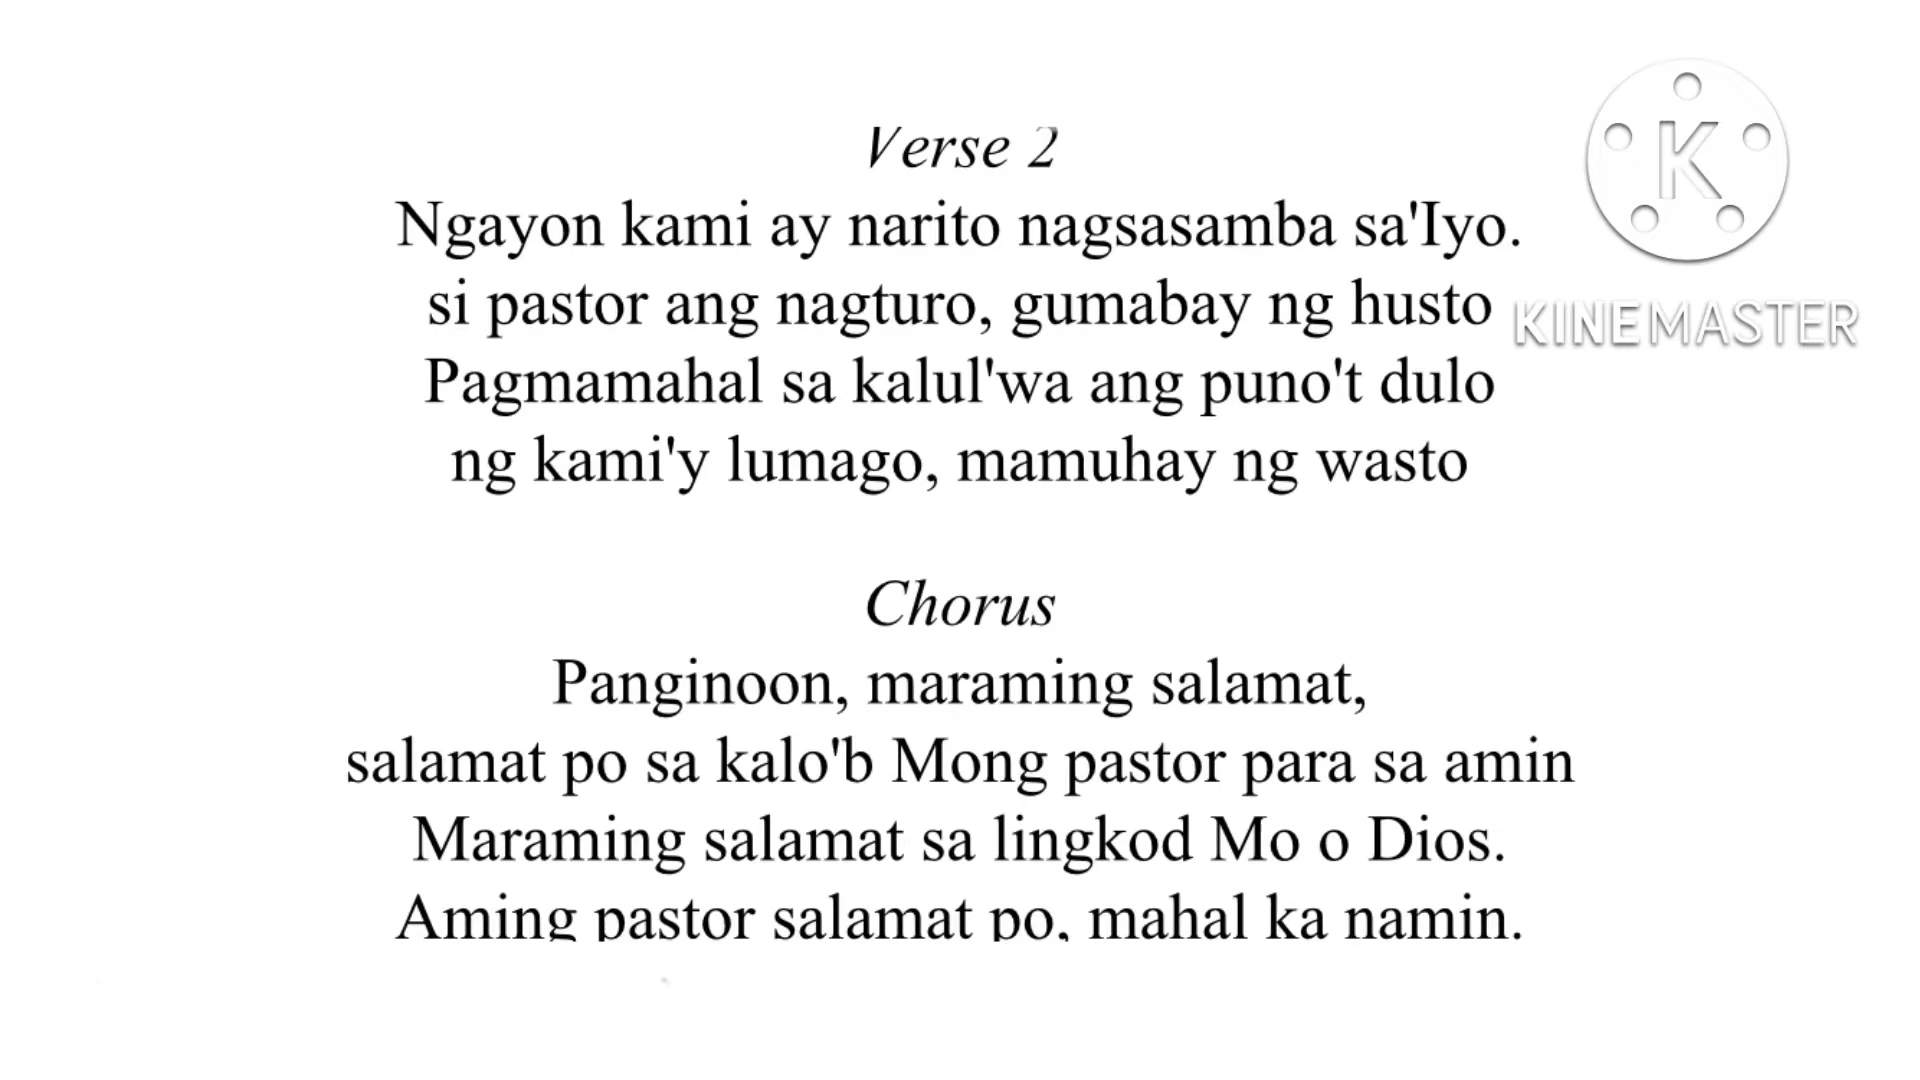 Verse 2
Ngayon kami ay narito nagsasamba sa'Iyo.
si pastor ang nagturo, gumabay ng husto
Pagmamahal sa kalul'wa ang puno't dulo
ng kami'y lumago, mamuhay ng wasto
Chorus
Panginoon, maraming salamat,
salamat po sa kalo'b Mong pastor para sa amin
Maraming salamat sa lingkod Mo o Dios.
Aming pastor salamat po, mahal ka namin.
K
KINEMASTER